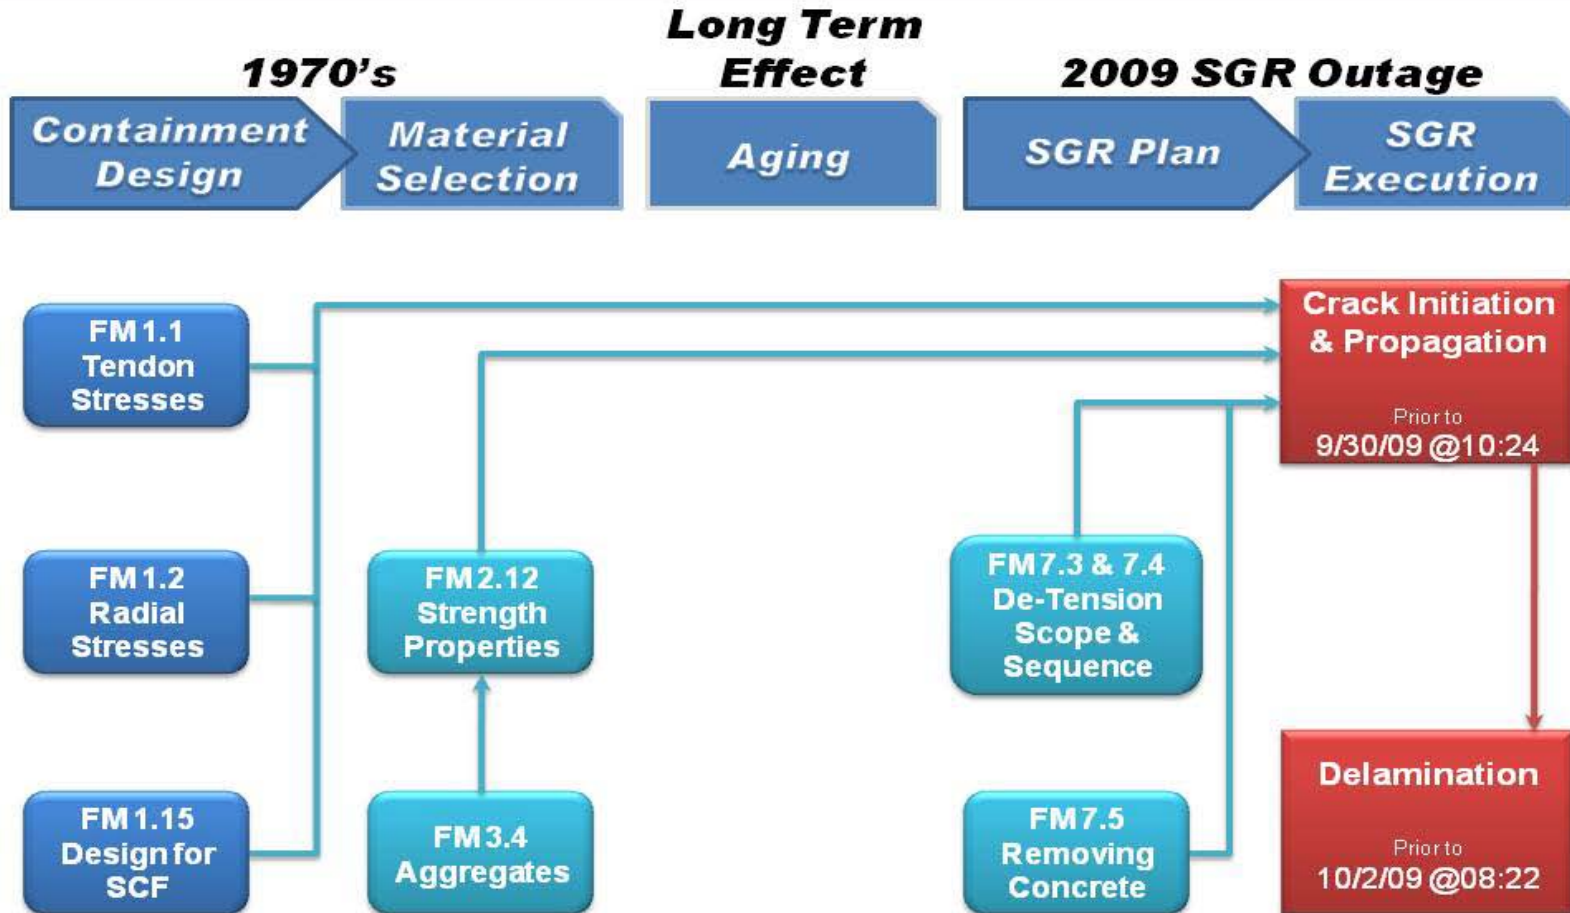 1970's
Long Term
Effect
2009 SGR Outage
Containment
Design
Material
Selection
Aging
SGR Plan
SGR
Execution
FM 1.1
Tendon
Stresses
FM 1.2
Radial
Stresses
FM 1.15
Design for
SCF
FM 2.12
Strength
Properties
FM 3.4
Aggregates
FM 7.3 & 7.4
De-Tension
Scope &
Sequence
FM 7.5
Removing
Concrete
Crack Initiation
& Propagation
Prior to
9/30/09 @10:24
Delamination
Prior to
10/2/09 @08:22